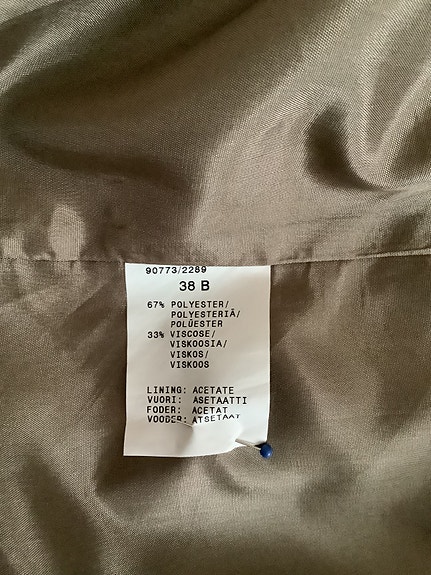 90773/2289
38 B
67% POLYESTER/
POLYESTERIÄ/
POLÜESTER
33% VISCOSE/
VISKOOSIA/
VISKOS/
VISKOOS
LINING: ACETATE
VUORI: ASETAATTI
FODER: ACETAT
VOODER: ATSETAAT